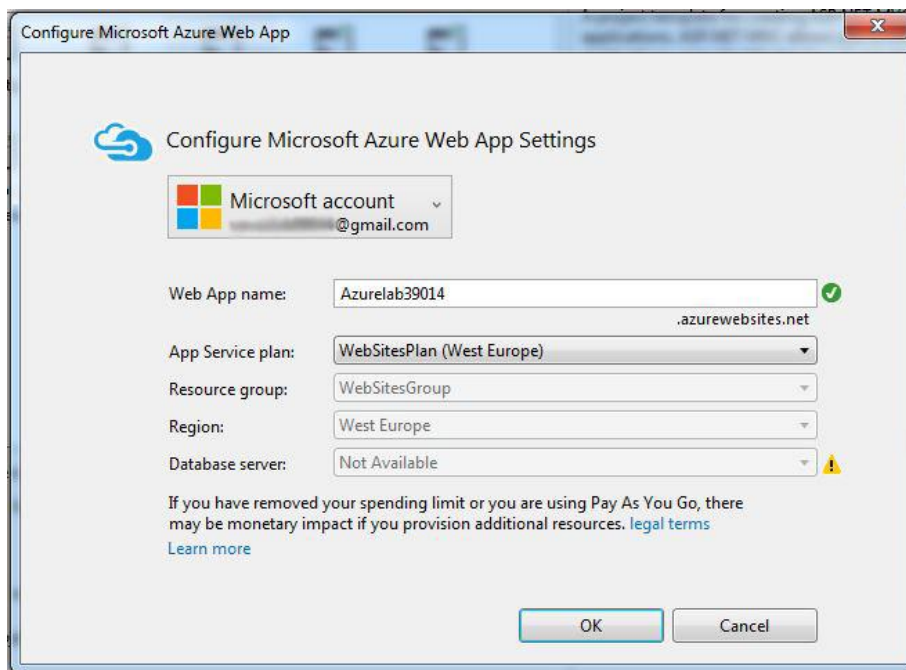 Configure Microsoft Azure Web App
Configure Microsoft Azure Web App Settings
Microsoft account
@gmail.com
Web App name:
Azurelab39014
.azurewebsites.net
App Service plan:
WebSitesPlan (West Europe)
Resource group:
WebSitesGroup
Region:
West Europe
Database server:
Not Available
If you have removed your spending limit or you are using Pay As You Go, there
may be monetary impact if you provision additional resources. legal terms
Learn more
OK
Cancel